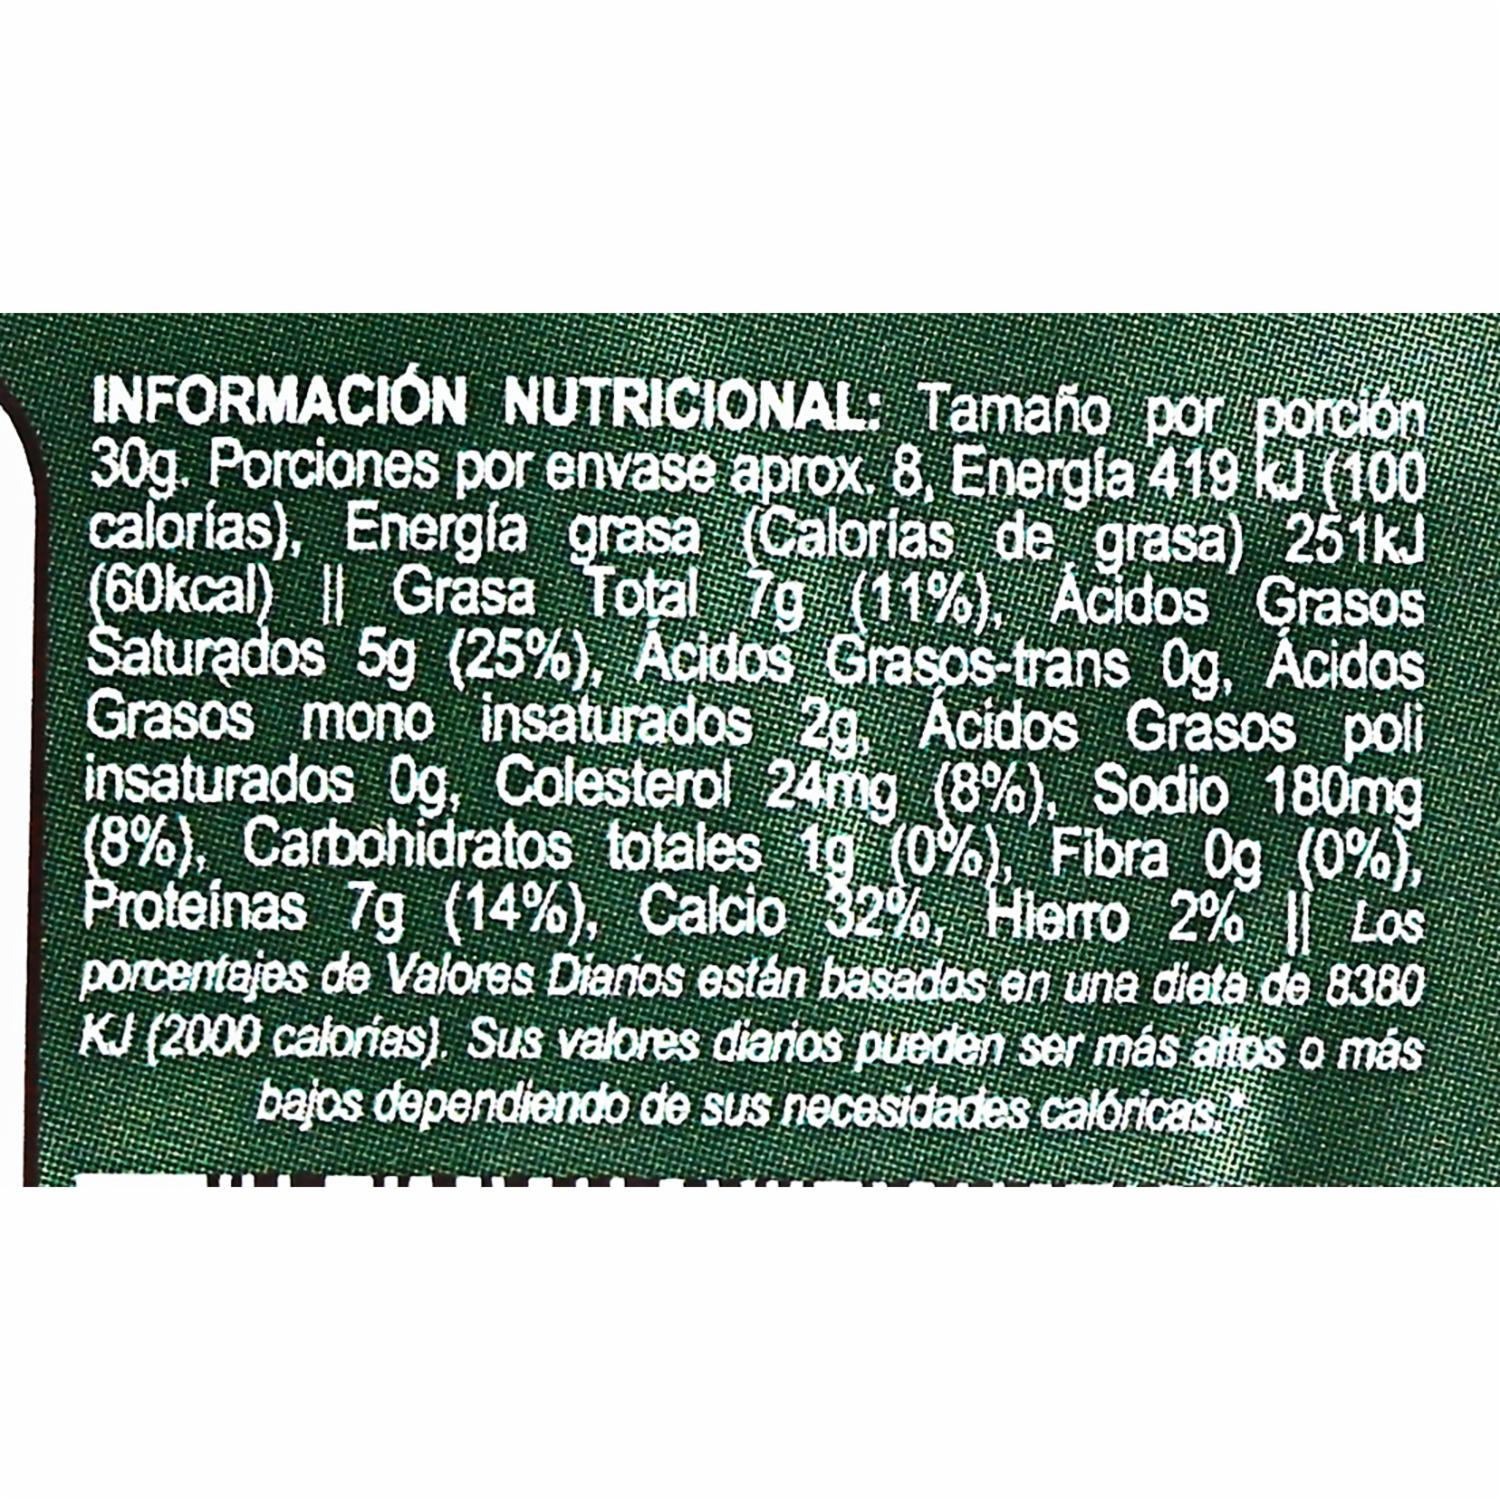 INFORMACIÓN NUTRICIONAL: Tamaño por porción
30g. Porciones por envase aprox. 8, Energía 419 kJ (100
calorías), Energía grasa (Calorías de grasa) 251kJ
(60kcal) || Grasa Total 7g (11%), Ácidos Grasos
Saturados 5g (25%), Ácidos Grasos-trans 0g, Ácidos
Grasos mono insaturados 2g, Ácidos Grasos poli
insaturados 0g, Colesterol 24mg (8%), Sodio 180mg
(8%), Carbohidratos totales 1g (0%), Fibra 0g (0%),
Proteínas 7g (14%), Calcio 32%, Hierro 2% || Los
porcentajes de Valores Diarios están basados en una dieta de 8380
KJ (2000 calorías). Sus valores diarios pueden ser más altos o más
bajos dependiendo de sus necesidades calóricas.*